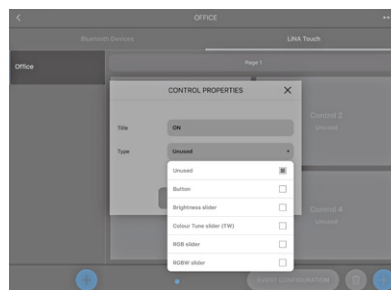 OFFICE
Bluetooth Devices
LiNA Touch
Office
Page 1
CONTROL PROPERTIES
Title
ON
Control 2
Unused
Type
Unused
Unused
Button
Brightness slider
Colour Tune slider (TW)
Control 4
Unused
RGB slider
RGBW slider
EVENT CONFIGURATION